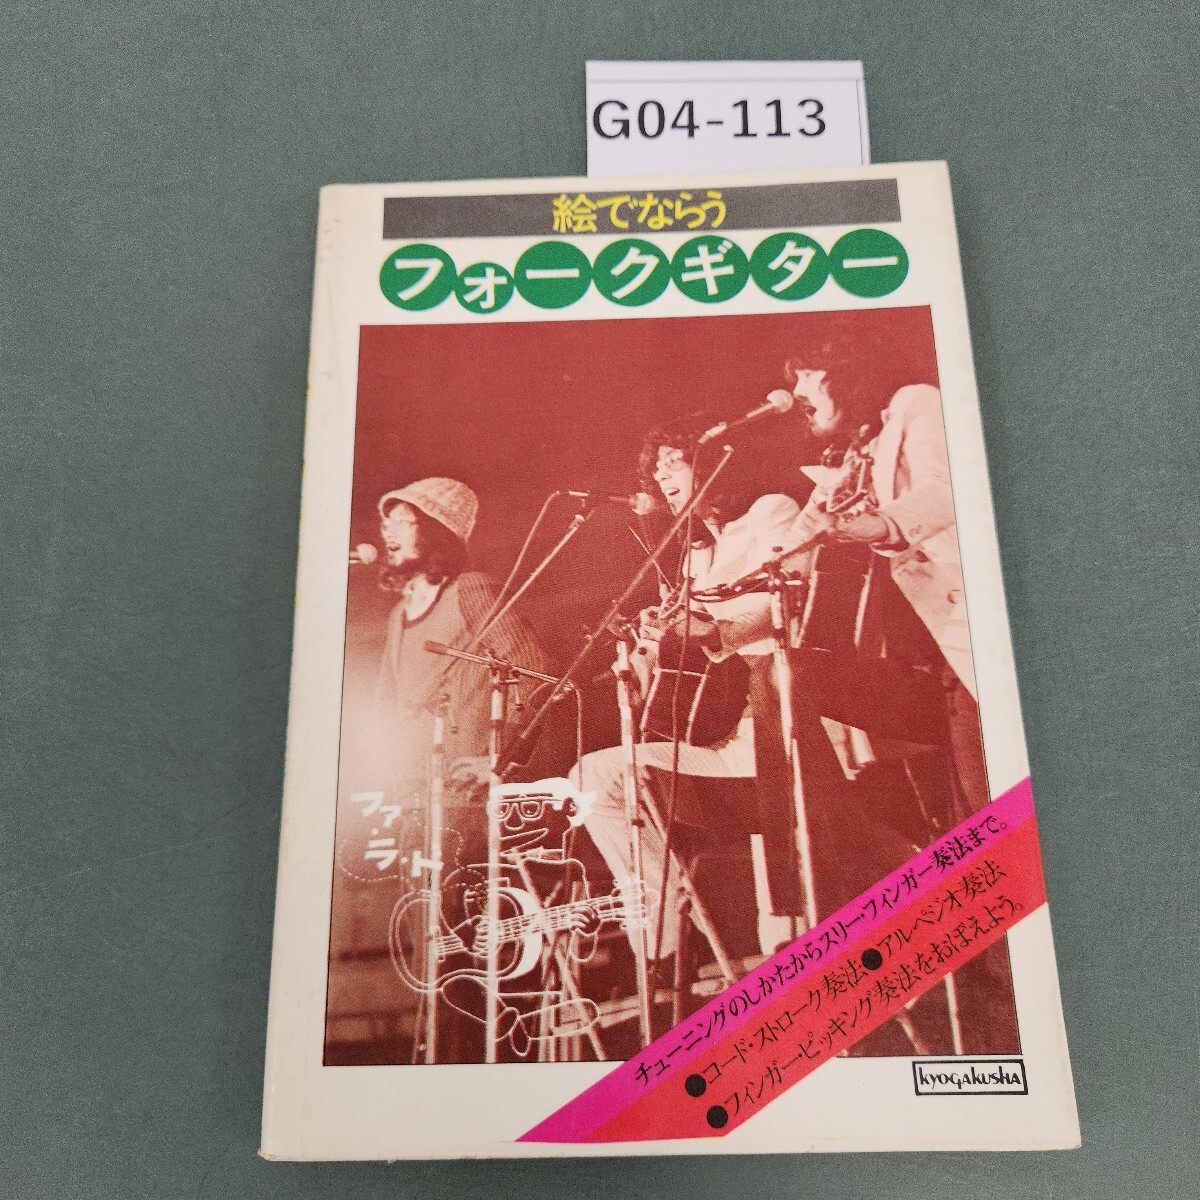 G04-113
絵でならう
フォークギター
ファ・
ラ・ド
チューニングのしかたからスリー・フィンガー奏法まで。
●コード・ストローク奏法●アルペジオ奏法
●フィンガー・ピッキング奏法をおぼえよう。
KYOGAKUSHA